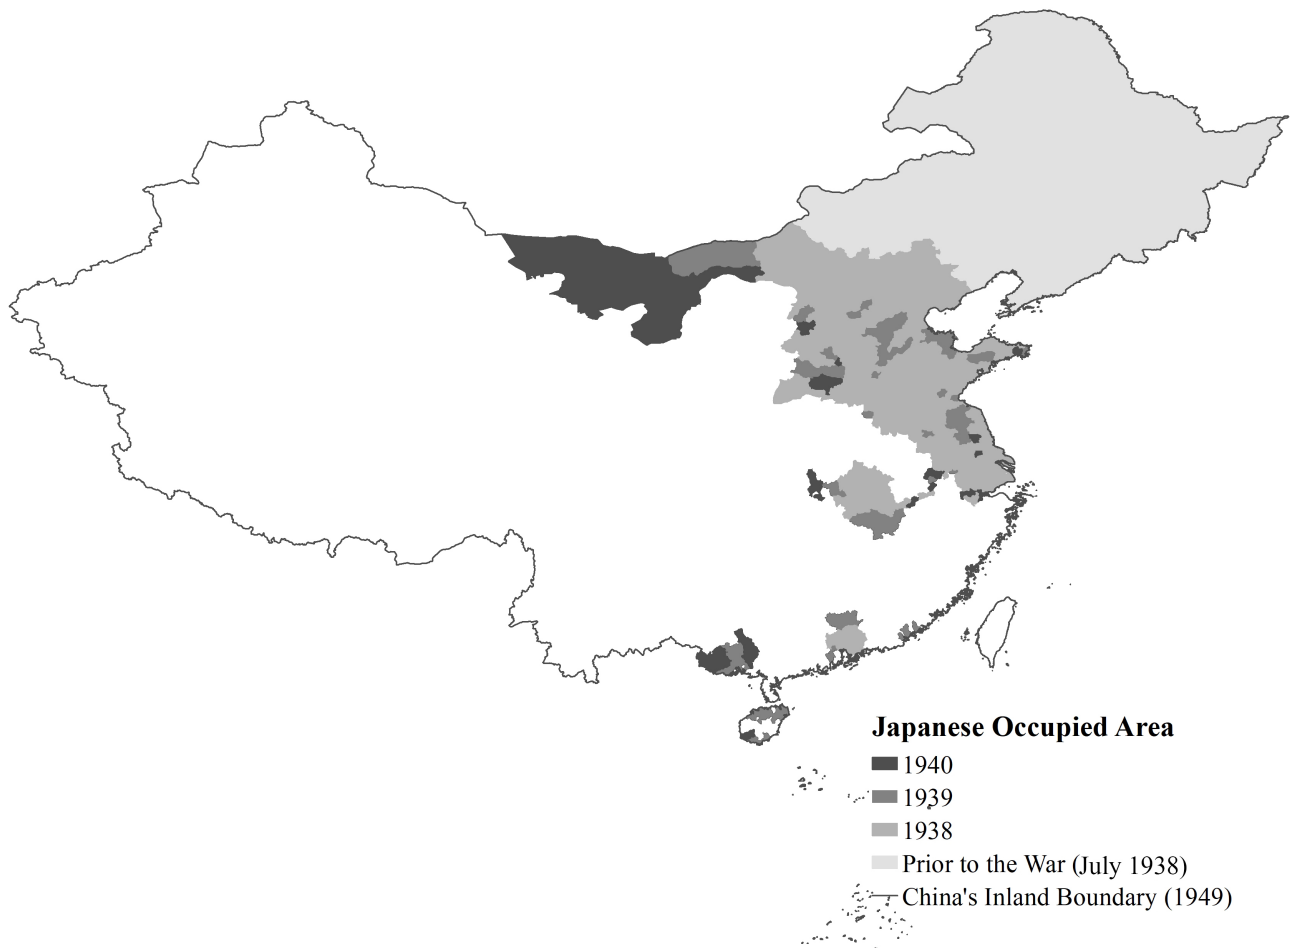 Japanese Occupied Area
1940
1939
1938
Prior to the War (July 1938)
China's Inland Boundary (1949)